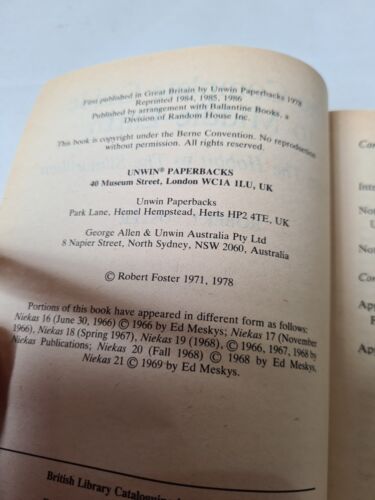 First published in Great Britain by Unwin Paperbacks 1978
Reprinted 1984, 1985, 1986
Published by arrangement with Ballantine Books, a
Division of Random House Inc.
This book is copyright under the Berne Convention. No reproduction
without permission. All rights reserved.
UNWIN® PAPERBACKS
40 Museum Street, London WC1A 1LU, UK
Unwin Paperbacks
Park Lane, Hemel Hempstead, Herts HP2 4TE, UK
George Allen & Unwin Australia Pty Ltd
8 Napier Street, North Sydney, NSW 2060, Australia
© Robert Foster 1971, 1978
Portions of this book have appeared in different form as follows:
Niekas 16 (June 30, 1966) © 1966 by Ed Meskys; Niekas 17 (November
1966), Niekas 18 (Spring 1967), Niekas 19 (1968), © 1966, 1967, 1968 by
Niekas Publications; Niekas 20 (Fall 1968) © 1968 by Ed Meskys.
Niekas 21 © 1969 by Ed Meskys.
British Library